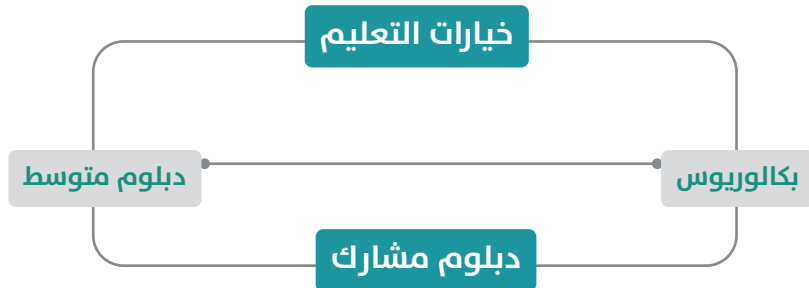 خيارات التعليم
بكالوريوس
دبلوم متوسط
دبلوم مشارك